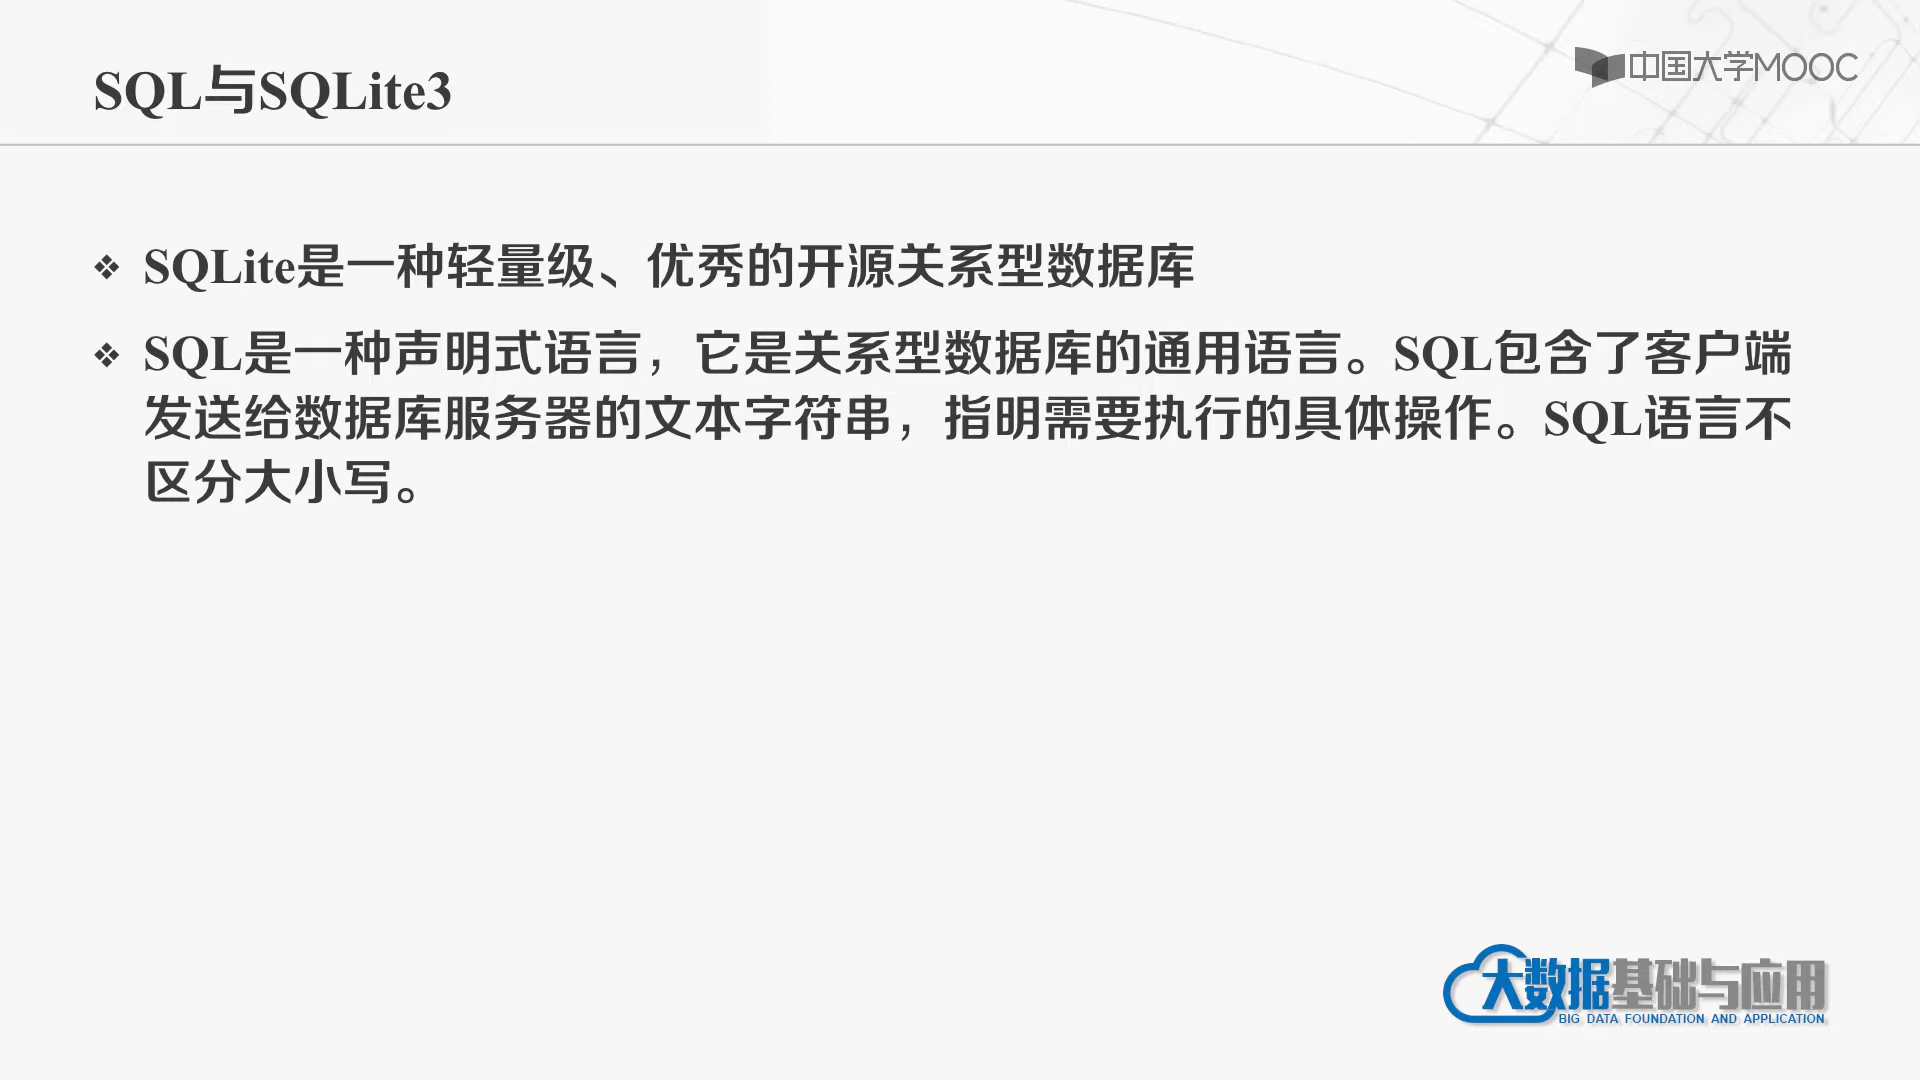 SQL与SQLite3
中国大学MOOC
❖ SQLite是一种轻量级、优秀的开源关系型数据库
❖ SQL是一种声明式语言，它是关系型数据库的通用语言。SQL包含了客户端
发送给数据库服务器的文本字符串，指明需要执行的具体操作。SQL语言不
区分大小写。
大数据基础与应用
BIG DATA FOUNDATION AND APPLICATION